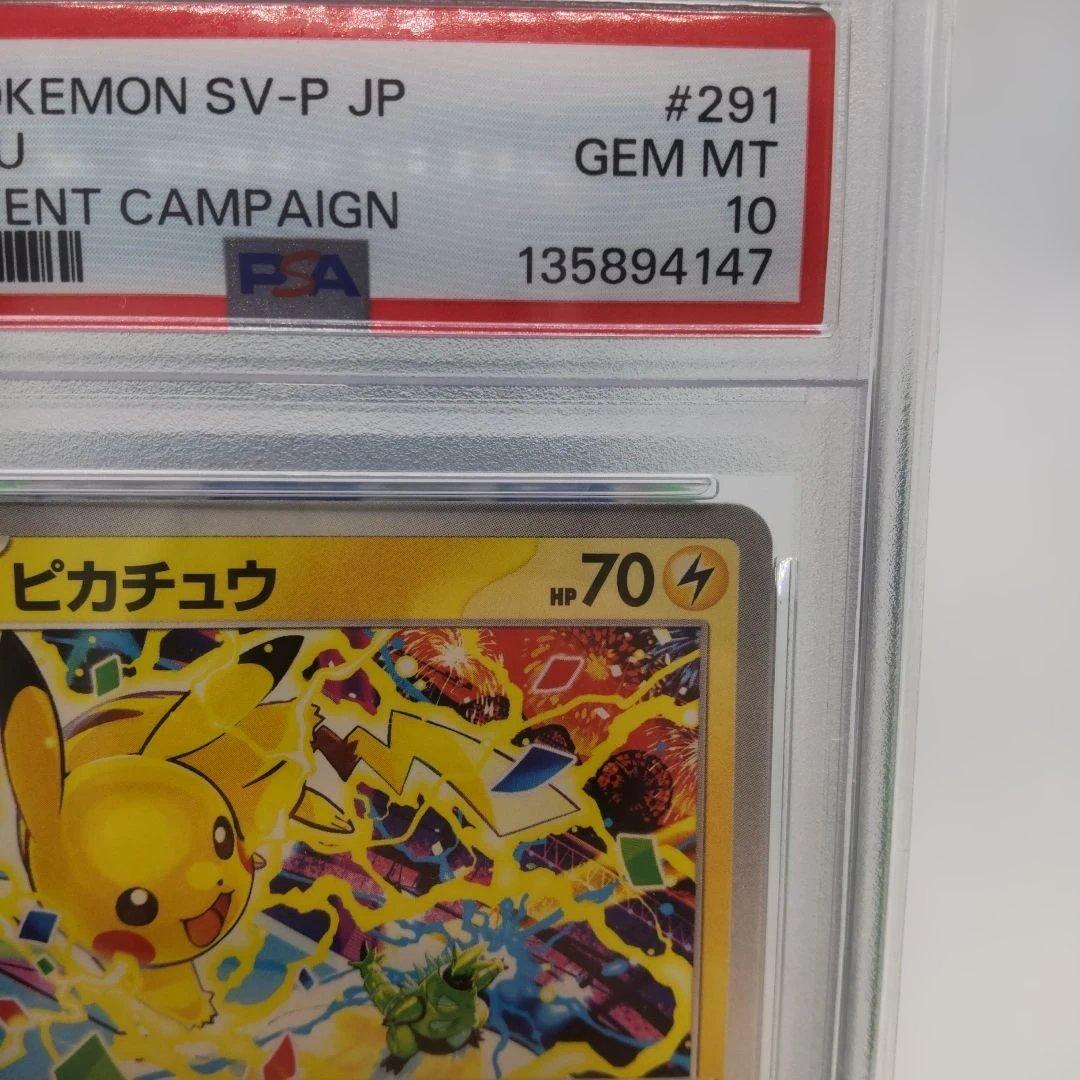 OKEMON SV-P JP #291
U GEM MT
ENT CAMPAIGN 10
PSA 135894147
ピカチュウ HP70